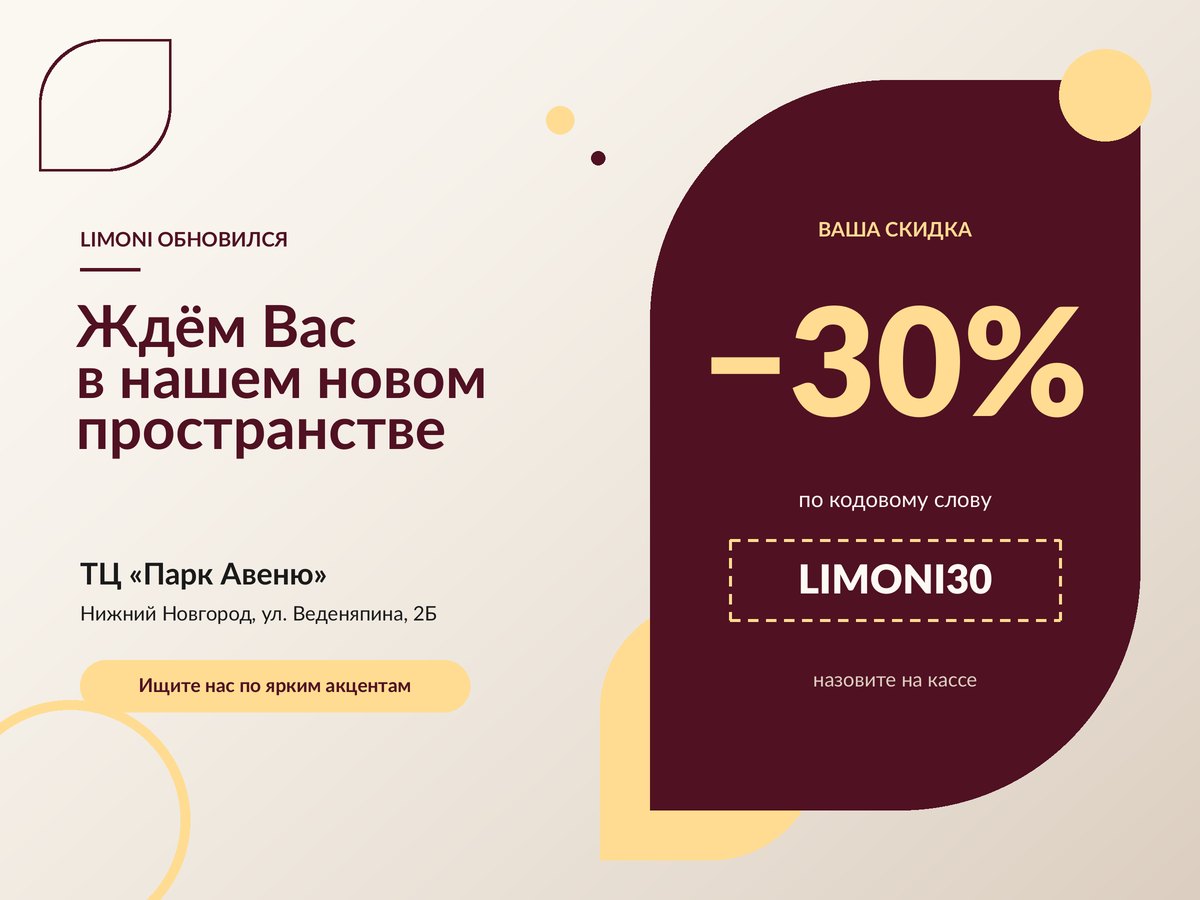 LIMONI ОБНОВИЛСЯ
Ждём Вас
в нашем новом
пространстве
ТЦ «Парк Авеню»
Нижний Новгород, ул. Веденяпина, 2Б
Ищите нас по ярким акцентам
ВАША СКИДКА
–30%
по кодовому слову
LIMONI30
назовите на кассе